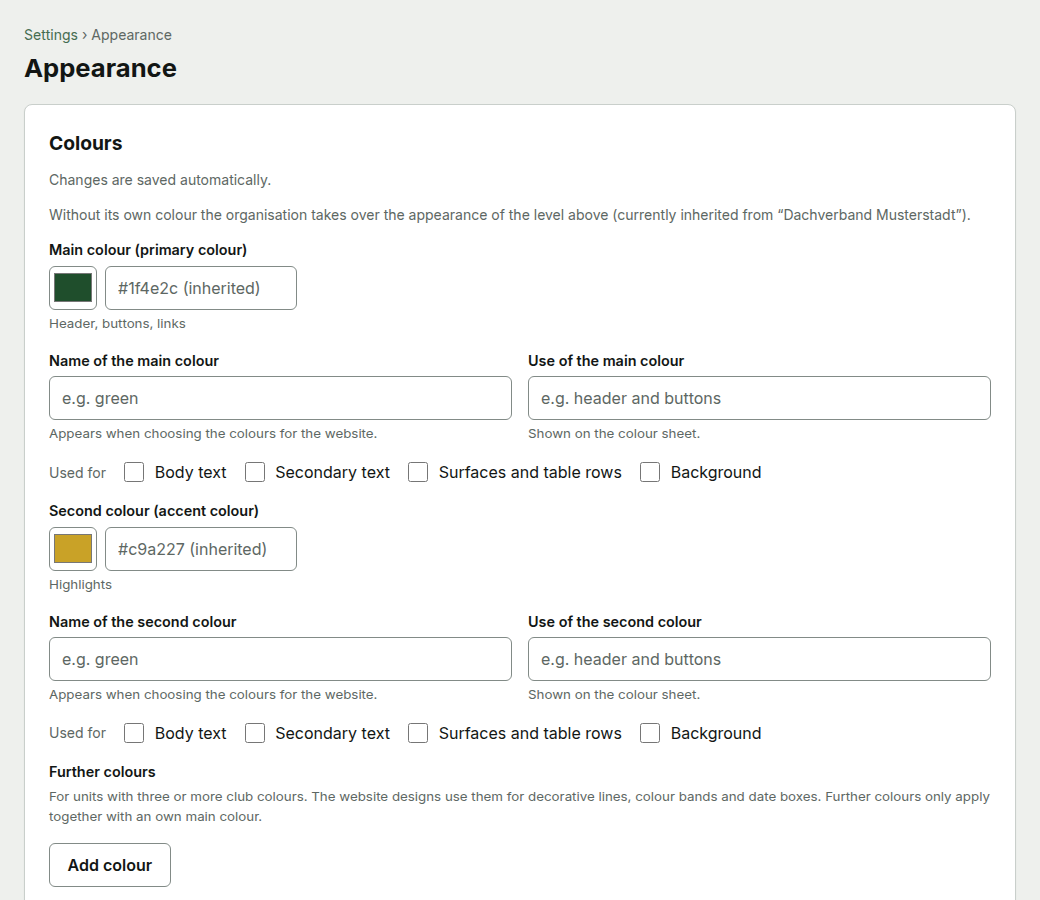 Settings › Appearance
Appearance
Colours
Changes are saved automatically.
Without its own colour the organisation takes over the appearance of the level above (currently inherited from “Dachverband Musterstadt”).
Main colour (primary colour)
#1f4e2c (inherited)
Header, buttons, links
Name of the main colour
Use of the main colour
e.g. green
e.g. header and buttons
Appears when choosing the colours for the website.
Shown on the colour sheet.
Used for Body text Secondary text Surfaces and table rows Background
Second colour (accent colour)
#c9a227 (inherited)
Highlights
Name of the second colour
Use of the second colour
e.g. green
e.g. header and buttons
Appears when choosing the colours for the website.
Shown on the colour sheet.
Used for Body text Secondary text Surfaces and table rows Background
Further colours
For units with three or more club colours. The website designs use them for decorative lines, colour bands and date boxes. Further colours only apply
together with an own main colour.
Add colour